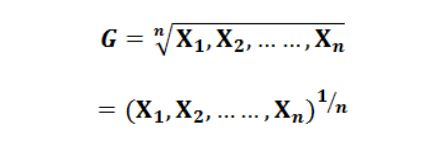 G = ⁿ√X₁, X₂, … …, Xₙ
= (X₁, X₂, … …, Xₙ)^1/n